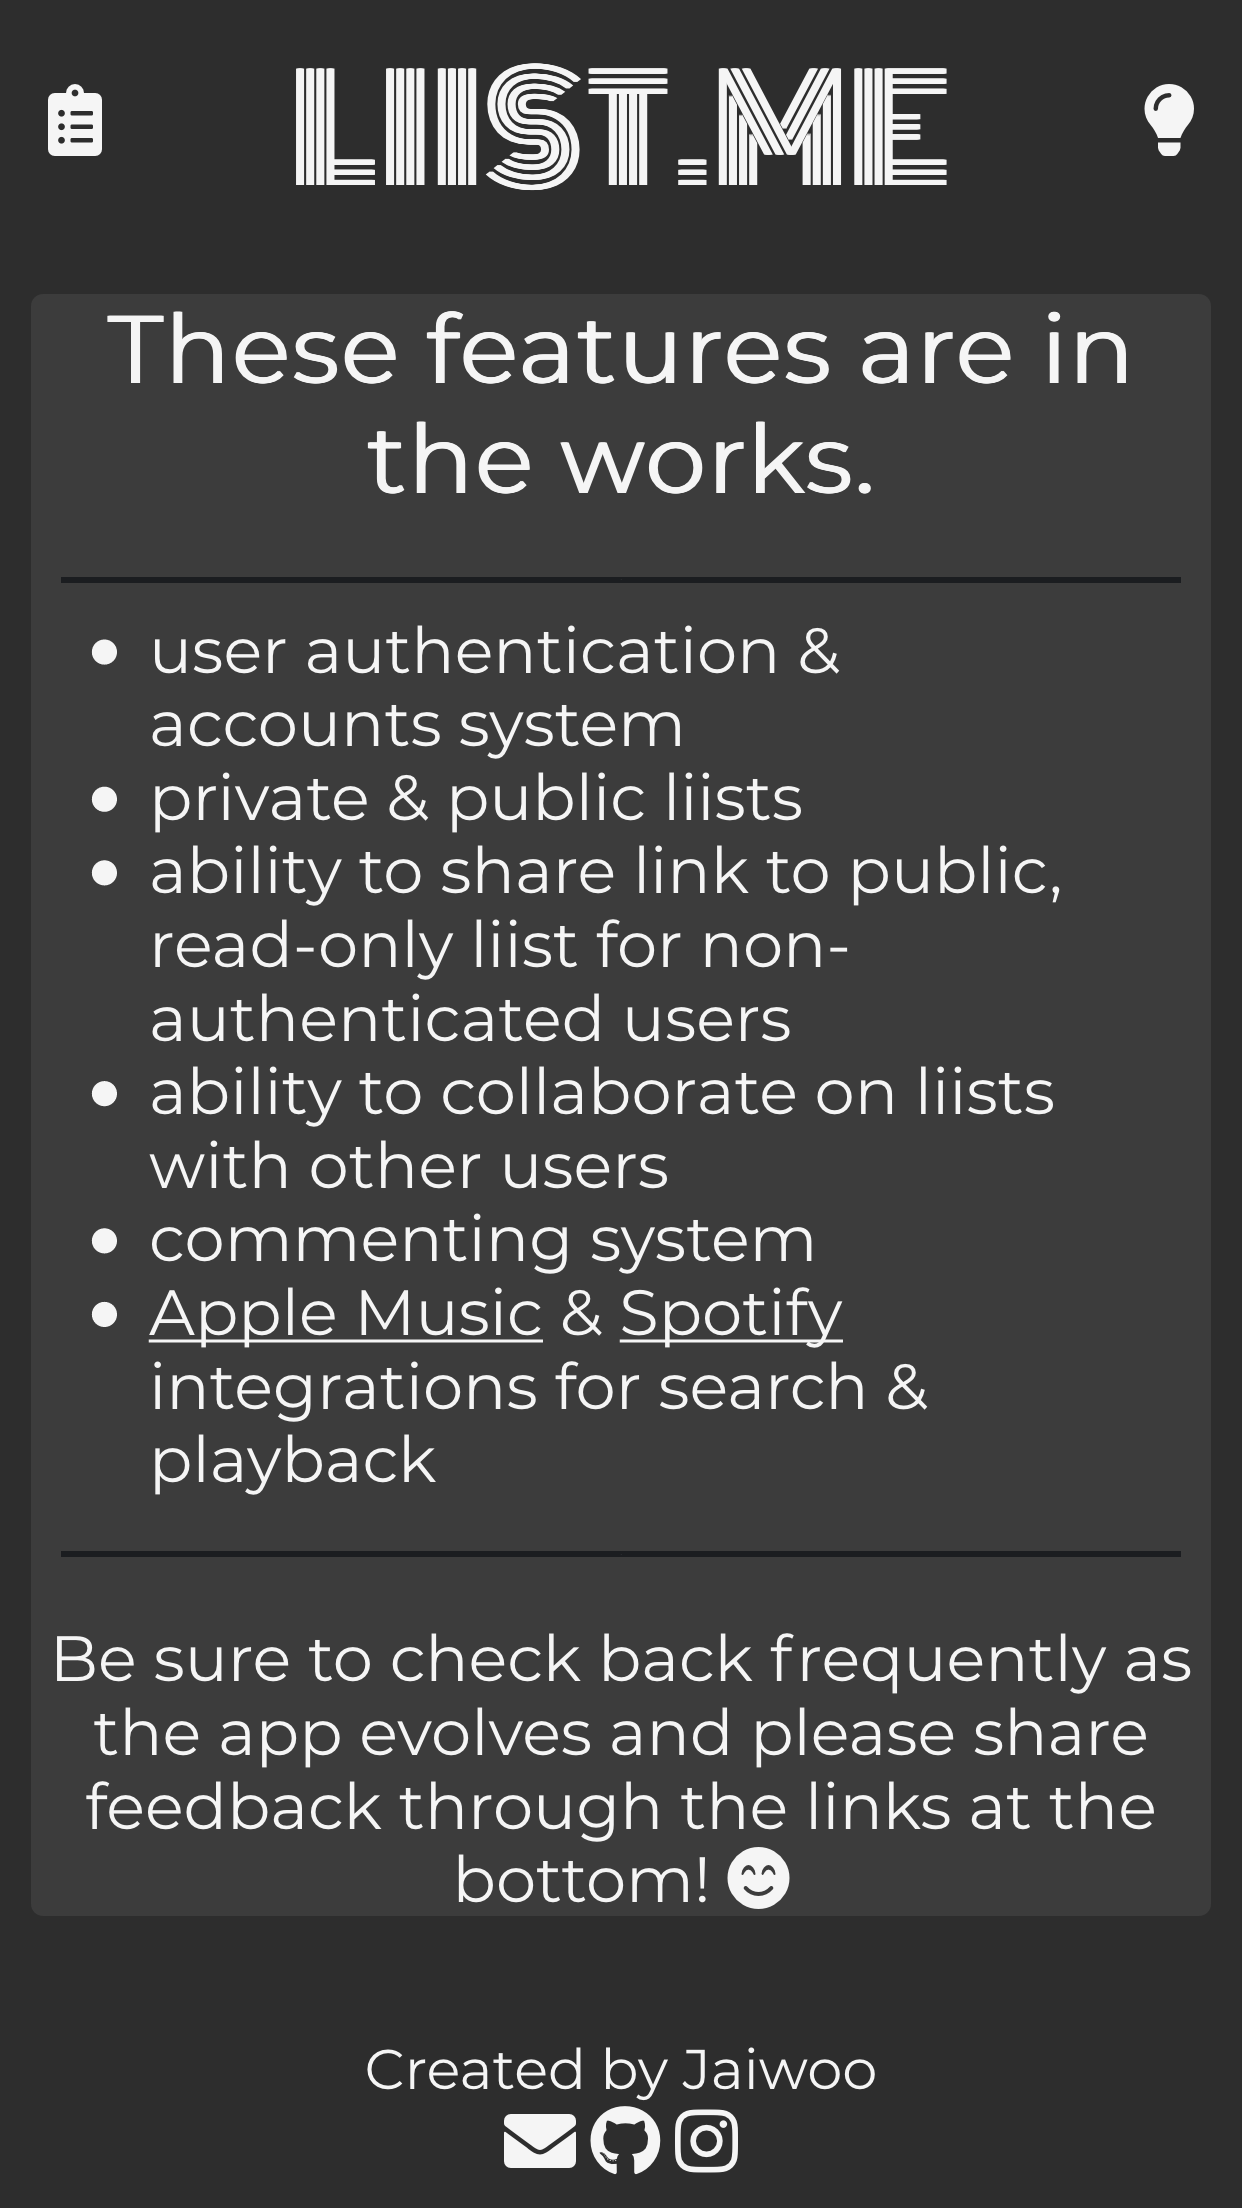 LIIST.ME
These features are in
the works.
user authentication &
accounts system
private & public liists
ability to share link to public,
read-only liist for non-
authenticated users
ability to collaborate on liists
with other users
commenting system
Apple Music & Spotify
integrations for search &
playback
Be sure to check back frequently as
the app evolves and please share
feedback through the links at the
bottom! 😊
Created by Jaiwoo